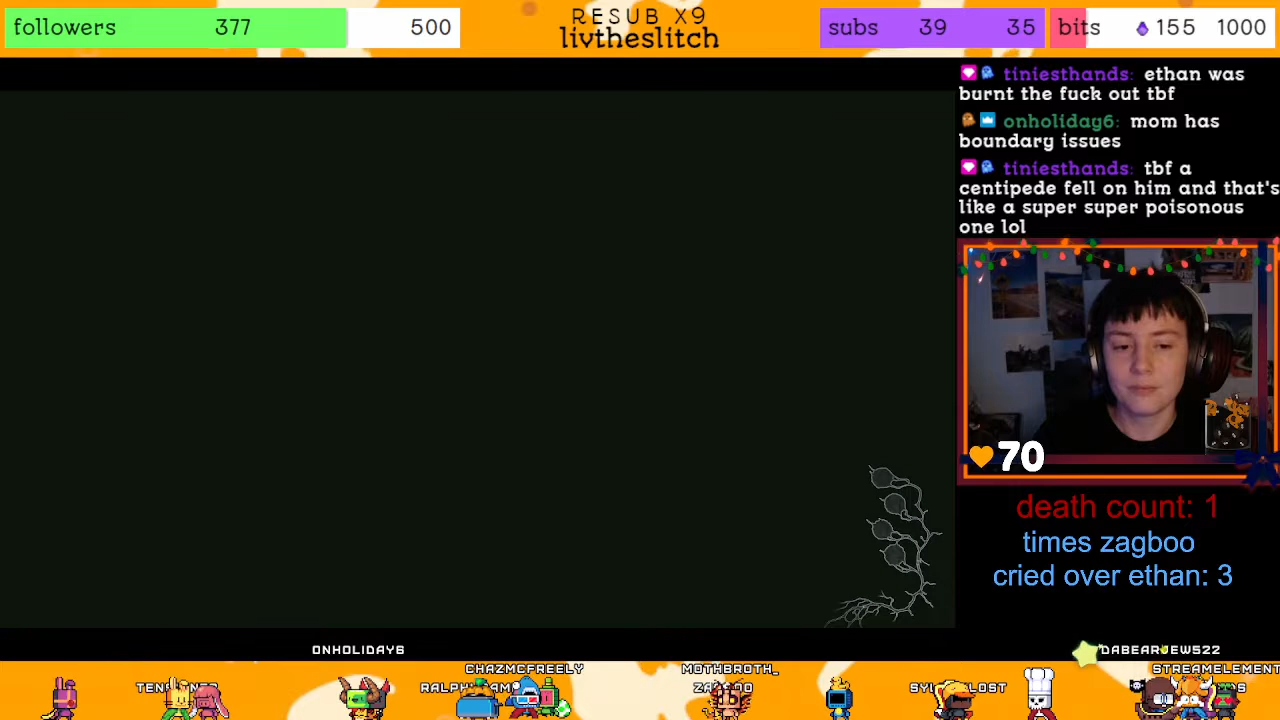 followers 377 500
RESUB X9
livtheslitch
subs 39 35
bits 155 1000
tiniesthands: ethan was
burnt the fuck out tbf
onholiday6: mom has
boundary issues
tiniesthands: tbf a
centipede fell on him and that's
like a super super poisonous
one lol
70
death count: 1
times zagboo
cried over ethan: 3
ONHOLIDAY6
DABEARJEW522
CHAZMCFREELY
MOTHBROTH_
STREAMELEMENT